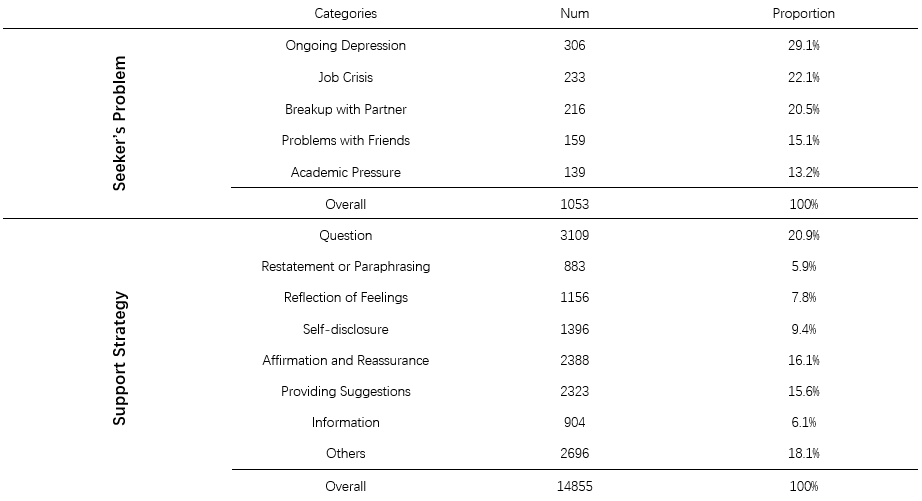 Categories Num Proportion
Seeker's Problem
Ongoing Depression 306 29.1%
Job Crisis 233 22.1%
Breakup with Partner 216 20.5%
Problems with Friends 159 15.1%
Academic Pressure 139 13.2%
Overall 1053 100%
Support Strategy
Question 3109 20.9%
Restatement or Paraphrasing 883 5.9%
Reflection of Feelings 1156 7.8%
Self-disclosure 1396 9.4%
Affirmation and Reassurance 2388 16.1%
Providing Suggestions 2323 15.6%
Information 904 6.1%
Others 2696 18.1%
Overall 14855 100%